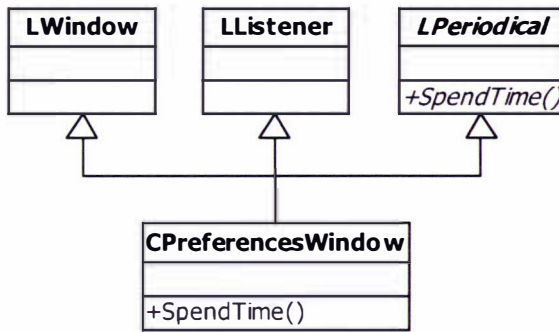 LWindow
LListener
LPeriodical
+SpendTime()
CPreferencesWindow
+SpendTime()